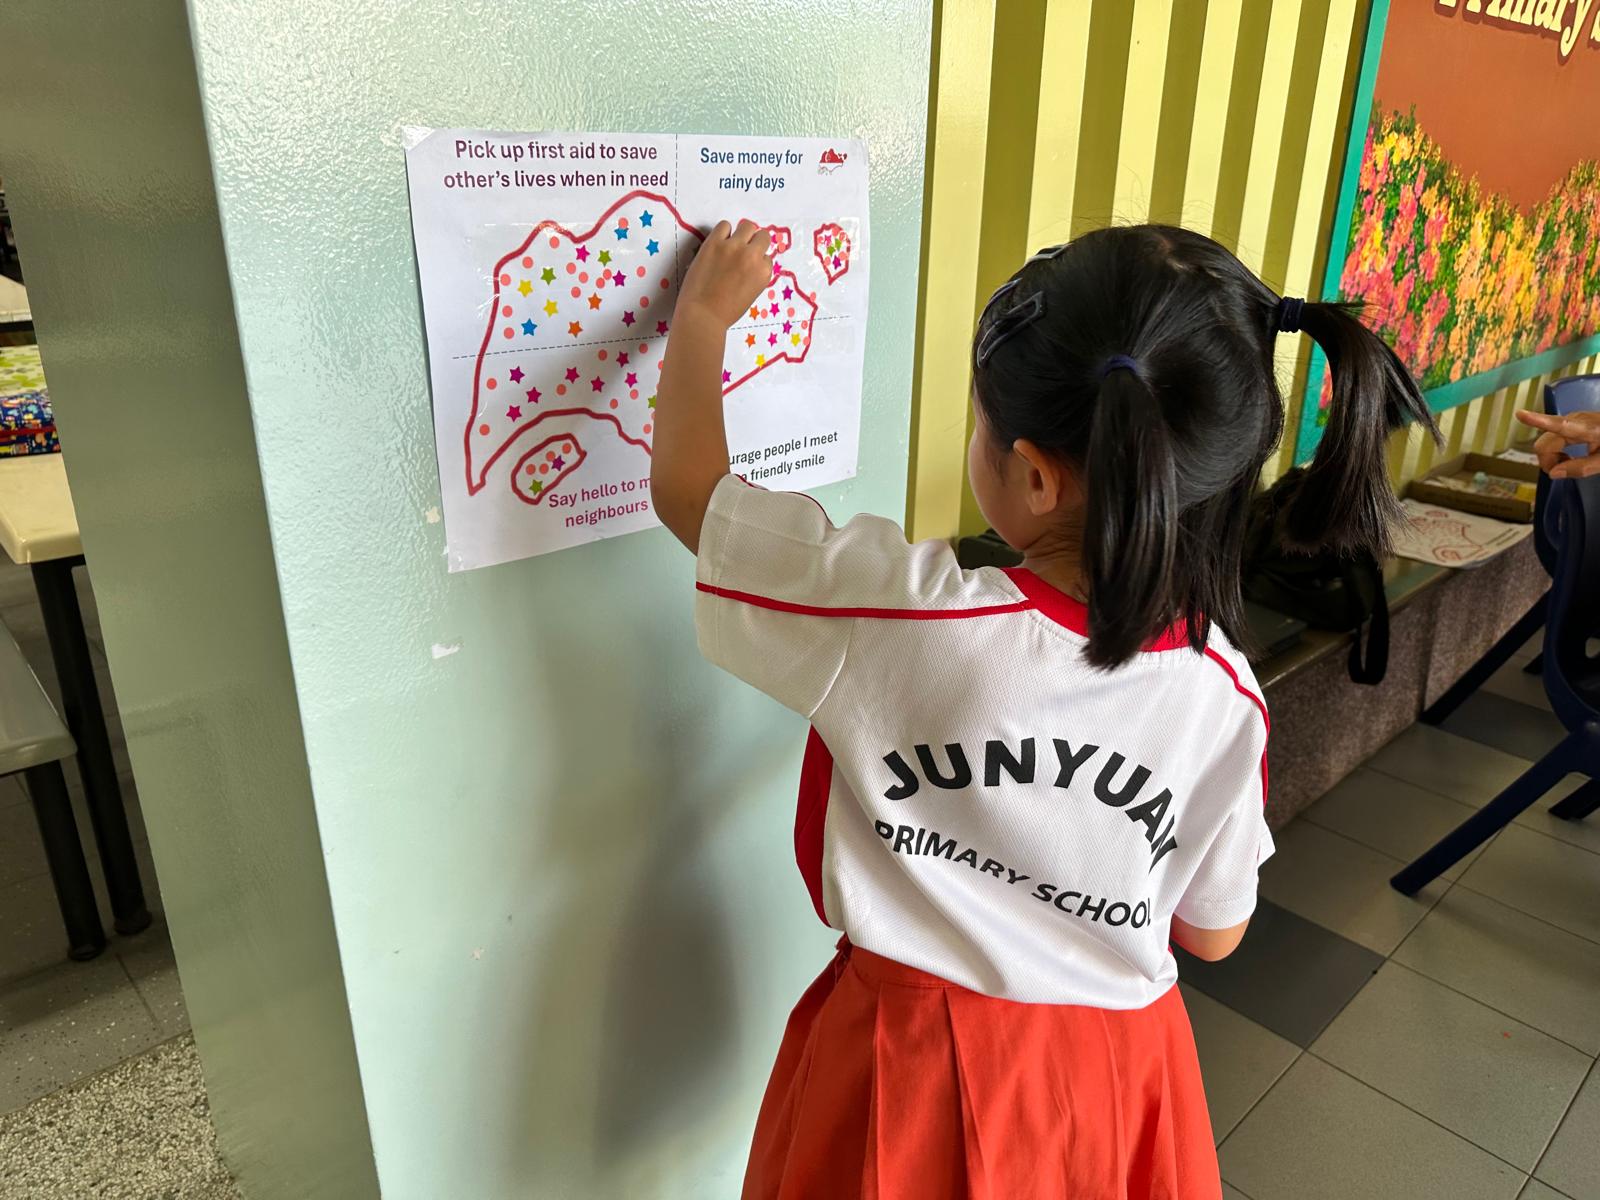 Pick up first aid to save
other's lives when in need
Save money for
rainy days
people I meet
a friendly smile
Say hello to
neighbours
JUNYUAN
PRIMARY SCHOOL
Primary